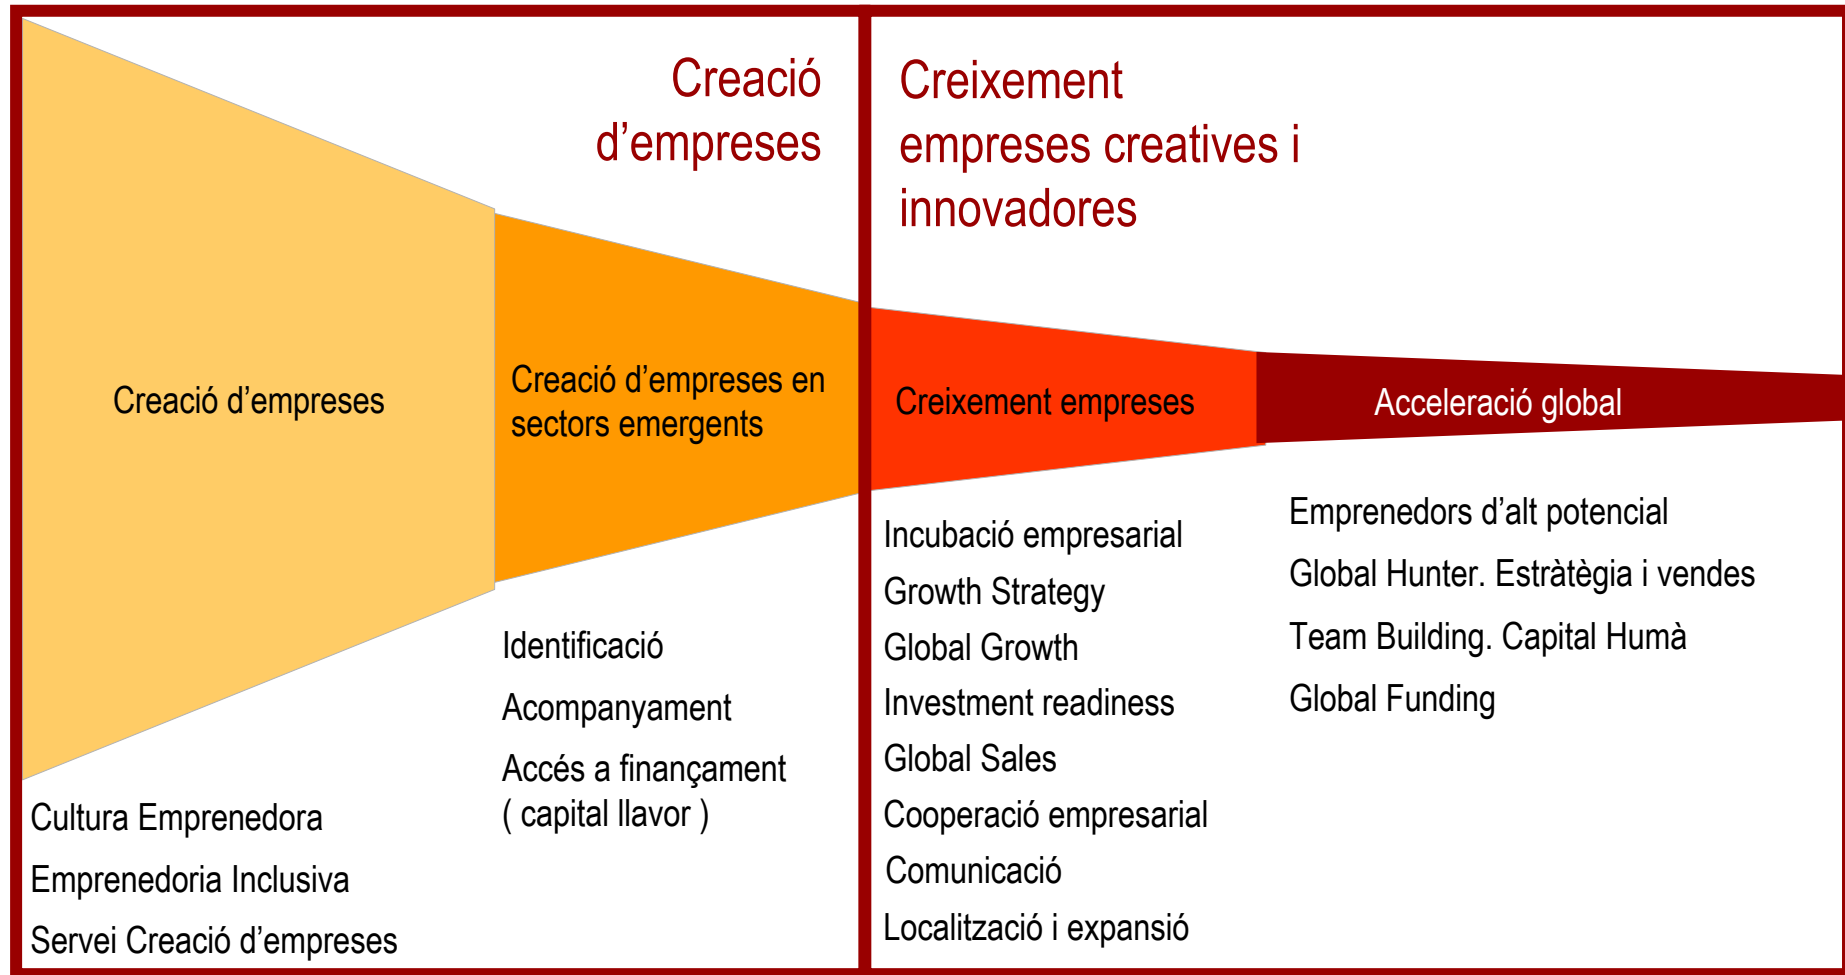 Creació
d’empreses
Creixement
empreses creatives i
innovadores
Creació d’empreses
Creació d’empreses en
sectors emergents
Creixement empreses
Acceleració global
Cultura Emprenedora
Emprenedoria Inclusiva
Servei Creació d’empreses
Identificació
Acompanyament
Accés a finançament
( capital llavor )
Incubació empresarial
Growth Strategy
Global Growth
Investment readiness
Global Sales
Cooperació empresarial
Comunicació
Localització i expansió
Emprenedors d’alt potencial
Global Hunter. Estràtègia i vendes
Team Building. Capital Humà
Global Funding